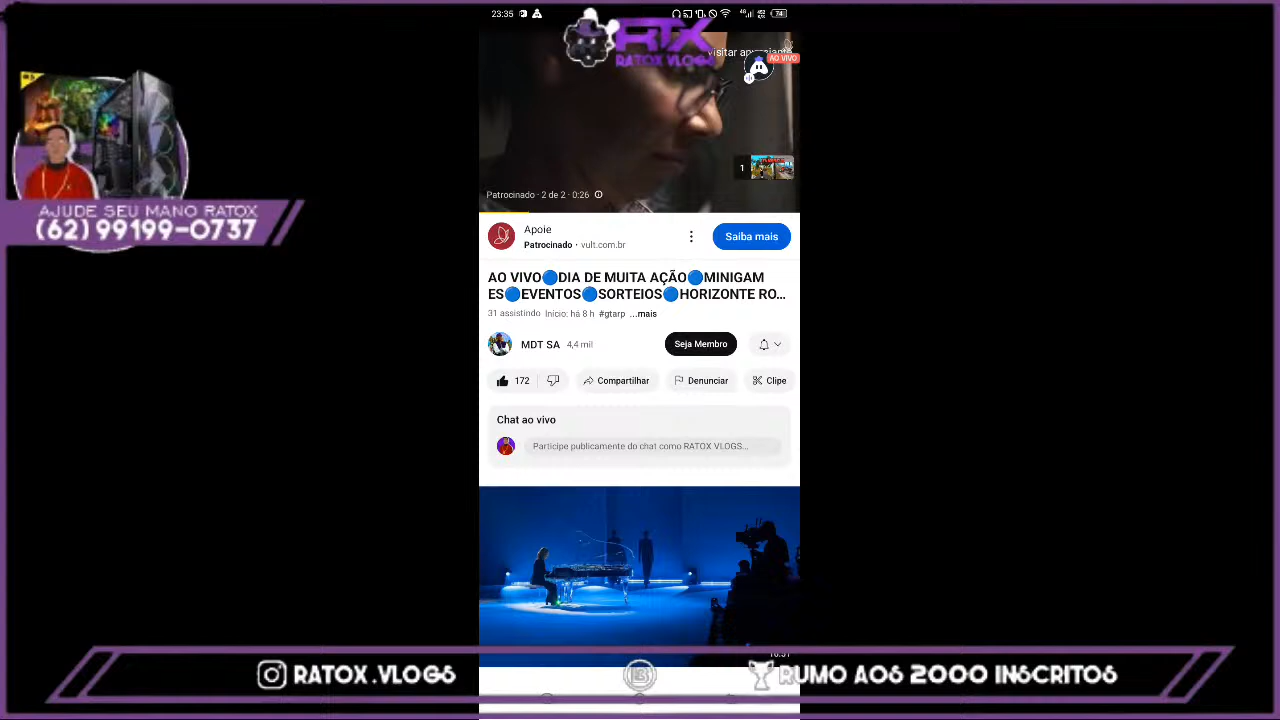 23:35
74
RTX
RATOX VLOGS
AO VIVO
1
Patrocinado · 2 de 2 · 0:26
AJUDE SEU MANO RATOX
(62) 99199-0737
Apoie
Patrocinado · vult.com.br
Saiba mais
AO VIVO🔵DIA DE MUITA AÇÃO🔵MINIGAM
ES🔵EVENTOS🔵SORTEIOS🔵HORIZONTE RO...
31 assistindo Início: há 8 h #gtarp ...mais
MDT SA 4,4 mil
Seja Membro
172
Compartilhar
Denunciar
Clipe
Chat ao vivo
Participe publicamente do chat como RATOX VLOGS...
RATOX.VLOGS
RUMO AOS 2000 INSCRITOS